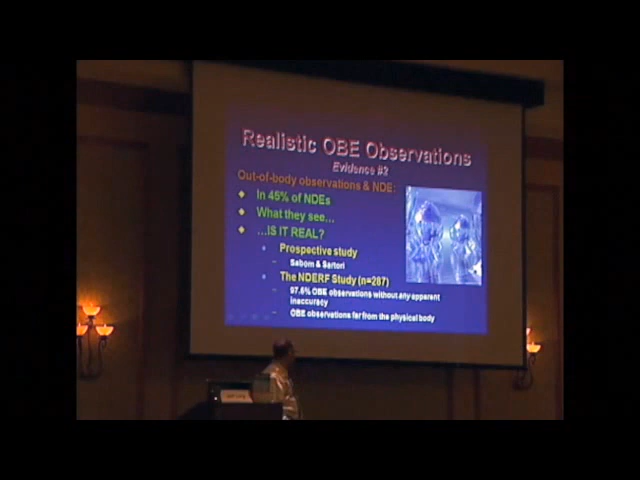 Realistic OBE Observations
Evidence #2
Out-of-body observations & NDE:
In 45% of NDEs
What they see...
...IS IT REAL?
Prospective study
Sabom & Sartori
The NDERF Study (n=287)
97.6% OBE observations without any apparent
inaccuracy
OBE observations far from the physical body